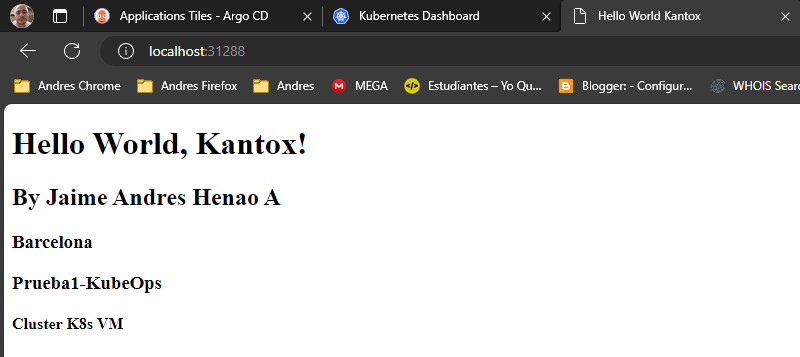 Applications Tiles - Argo CD
Kubernetes Dashboard
Hello World Kantox
localhost:31288
Andres Chrome
Andres Firefox
Andres
MEGA
Estudiantes – Yo Qu...
Blogger: - Configur...
WHOIS Sear
Hello World, Kantox!
By Jaime Andres Henao A
Barcelona
Prueba1-KubeOps
Cluster K8s VM